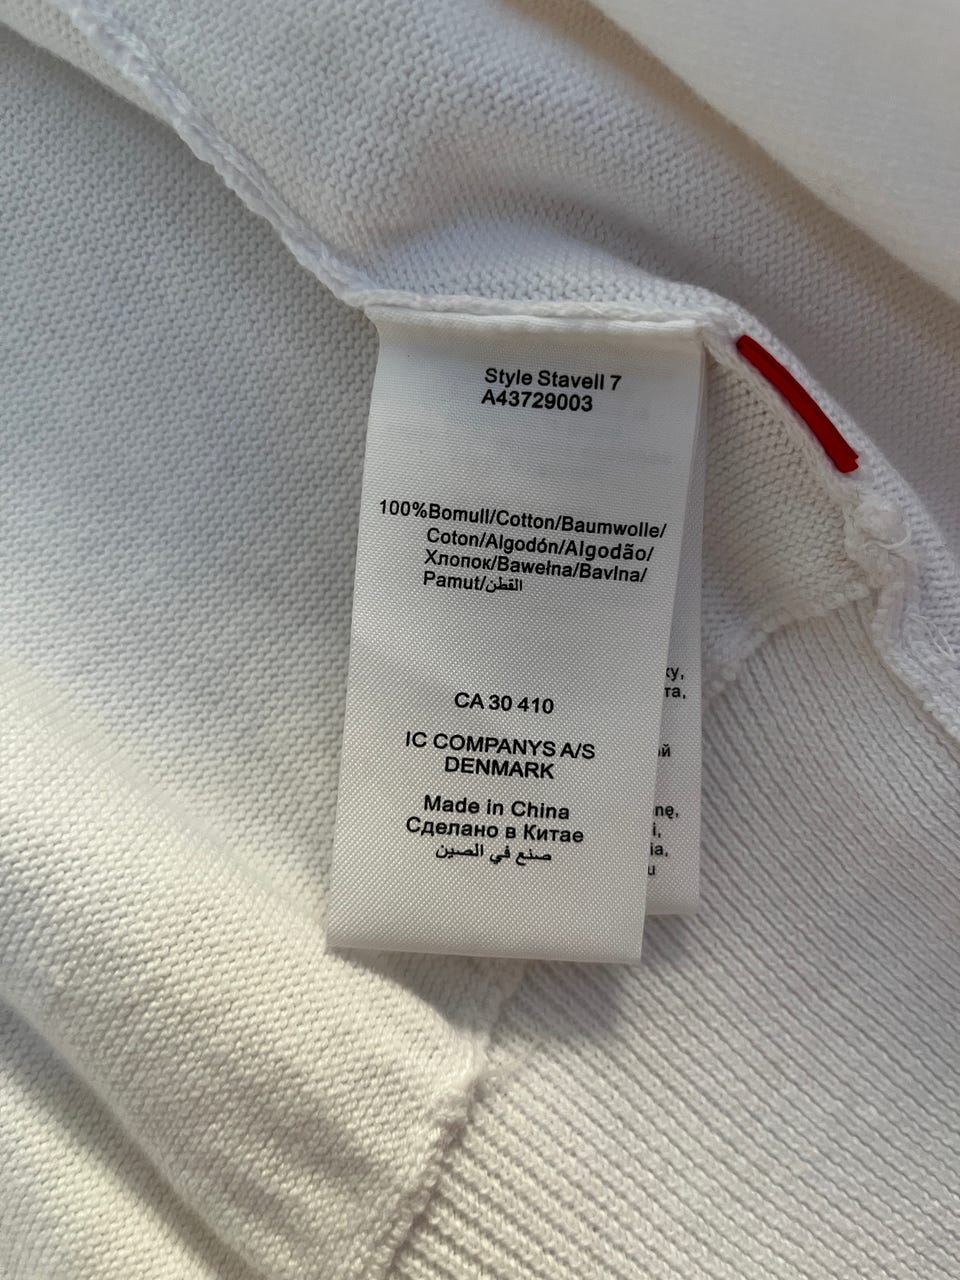 Style Stavell 7
A43729003
100%Bomull/Cotton/Baumwolle/
Coton/Algodón/Algodão/
Хлопок/Bawełna/Bavlna/
Pamut/القطن
CA 30 410
IC COMPANYS A/S
DENMARK
Made in China
Сделано в Китае
صنع في الصين